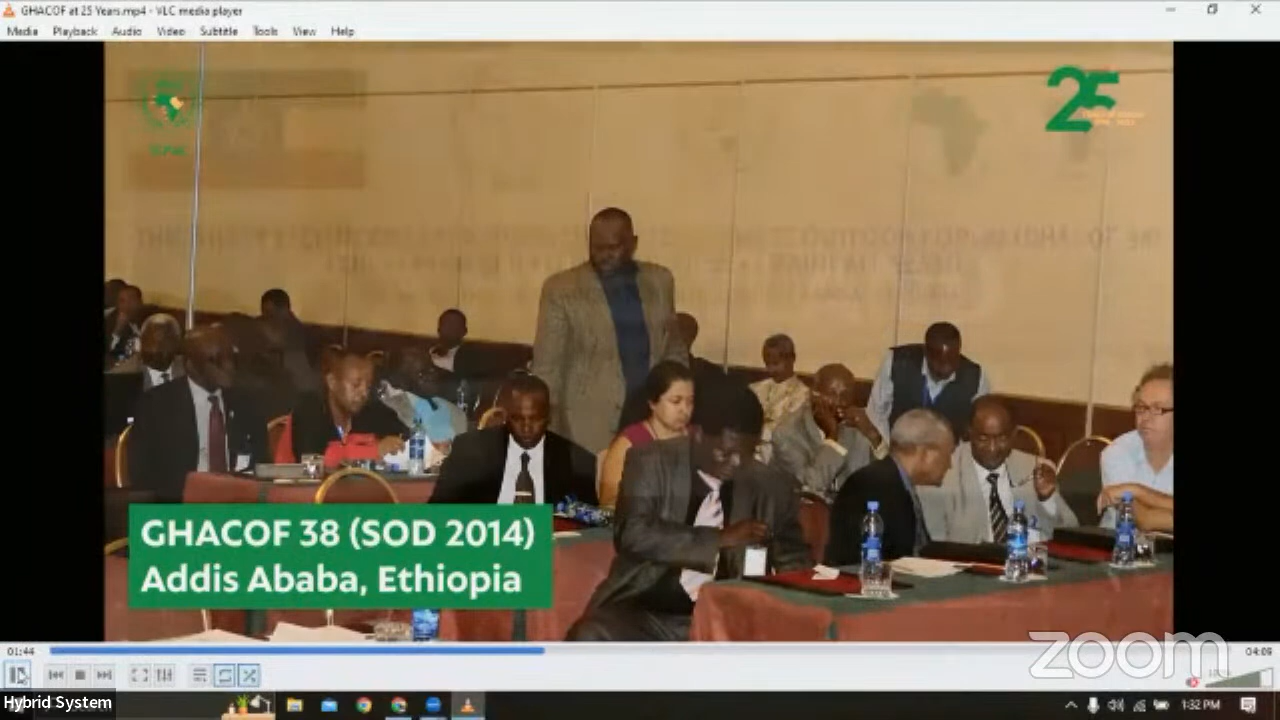 GHACOF at 25 Years.mp4 - VLC media player
Media Playback Audio Video Subtitle Tools View Help
25
GHACOF 38 (SOD 2014)
Addis Ababa, Ethiopia
01:44
04:09
zoom
Hybrid System
1:32 PM